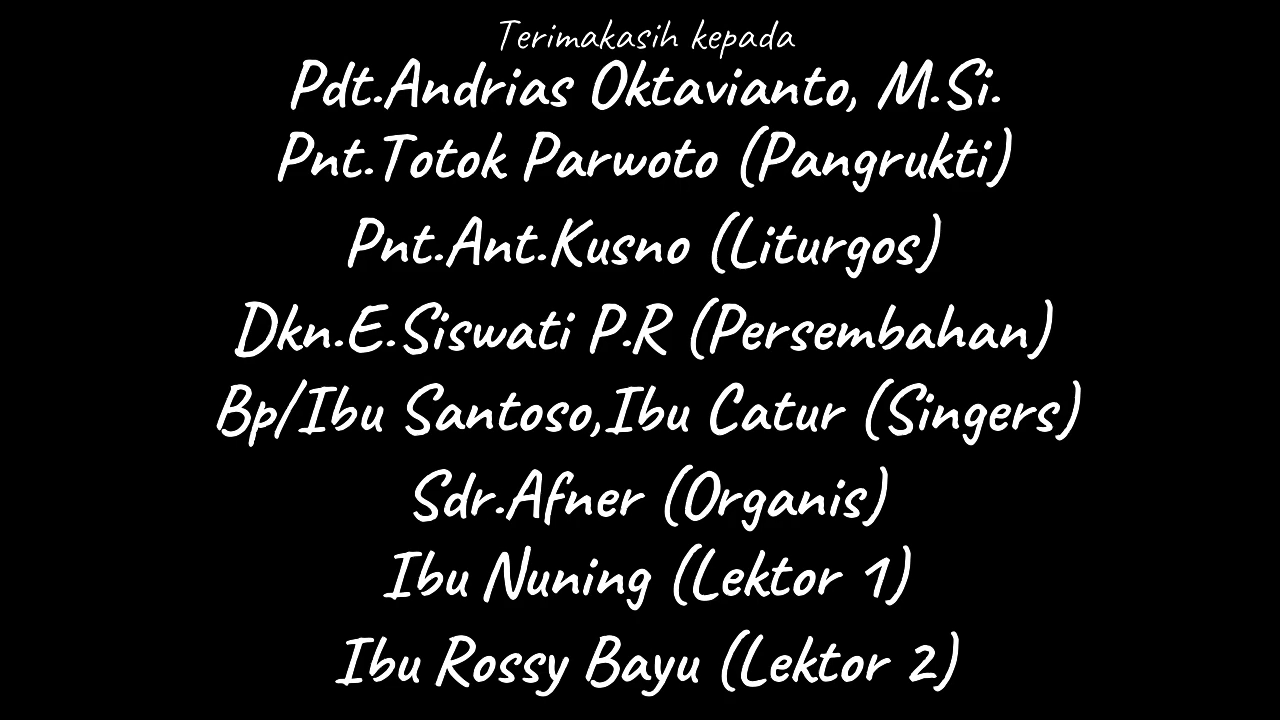 Terimakasih kepada
Pdt.Andrias Oktavianto, M.Si.
Pnt.Totok Parwoto (Pangrukti)
Pnt.Ant.Kusno (Liturgos)
Dkn.E.Siswati P.R (Persembahan)
Bp/Ibu Santoso,Ibu Catur (Singers)
Sdr.Afner (Organis)
Ibu Nuning (Lektor 1)
Ibu Rossy Bayu (Lektor 2)